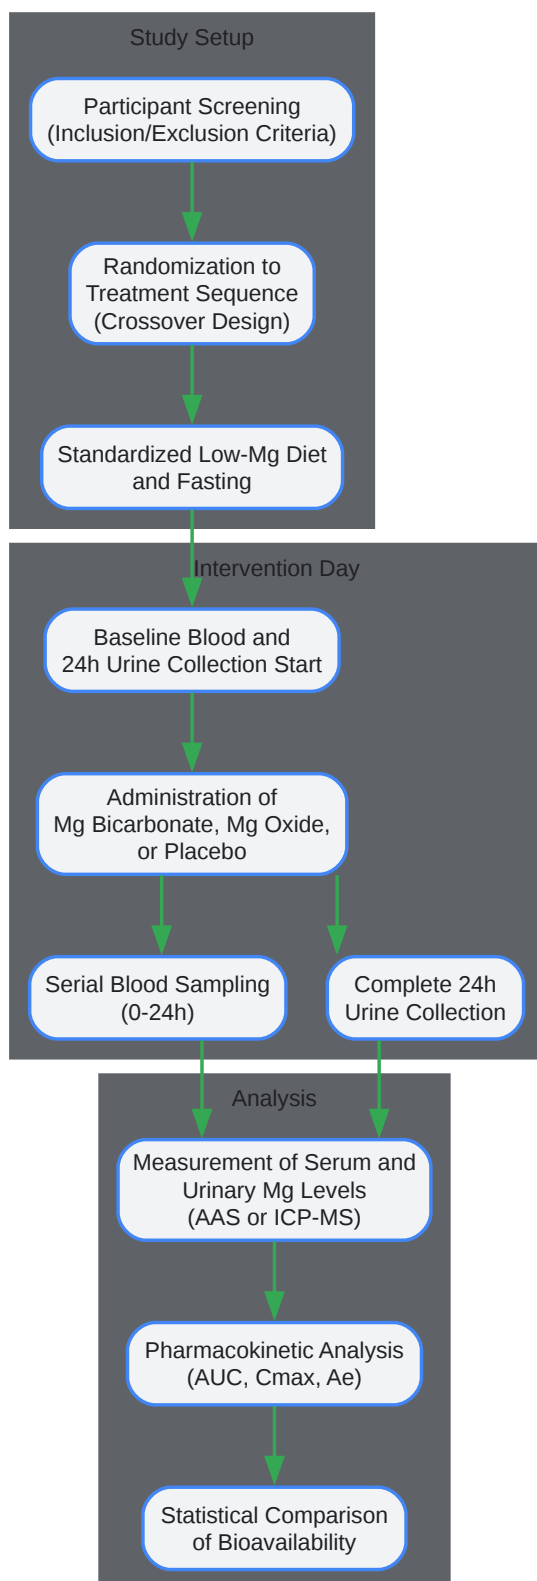 Study Setup
Participant Screening
(Inclusion/Exclusion Criteria)
Randomization to
Treatment Sequence
(Crossover Design)
Standardized Low-Mg Diet
and Fasting
Intervention Day
Baseline Blood and
24h Urine Collection Start
Administration of
Mg Bicarbonate, Mg Oxide,
or Placebo
Serial Blood Sampling
(0-24h)
Complete 24h
Urine Collection
Analysis
Measurement of Serum and
Urinary Mg Levels
(AAS or ICP-MS)
Pharmacokinetic Analysis
(AUC, Cmax, Ae)
Statistical Comparison
of Bioavailability